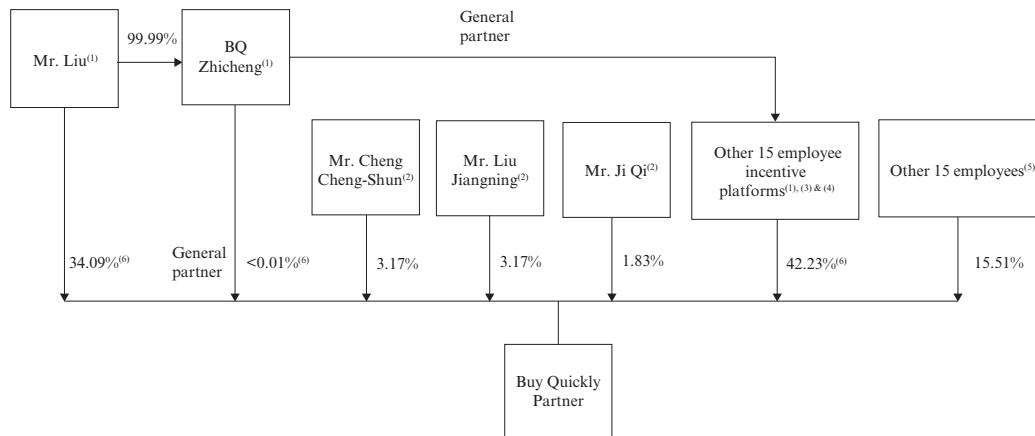 General
partner
99.99%
Mr. Liu(1)
BQ
Zhicheng(1)
Mr. Cheng
Cheng-Shun(2)
Mr. Liu
Jiangning(2)
Mr. Ji Qi(2)
Other 15 employee
incentive
platforms(1), (3) & (4)
Other 15 employees(5)
34.09%(6)
General
partner
<0.01%(6)
3.17%
3.17%
1.83%
42.23%(6)
15.51%
Buy Quickly
Partner